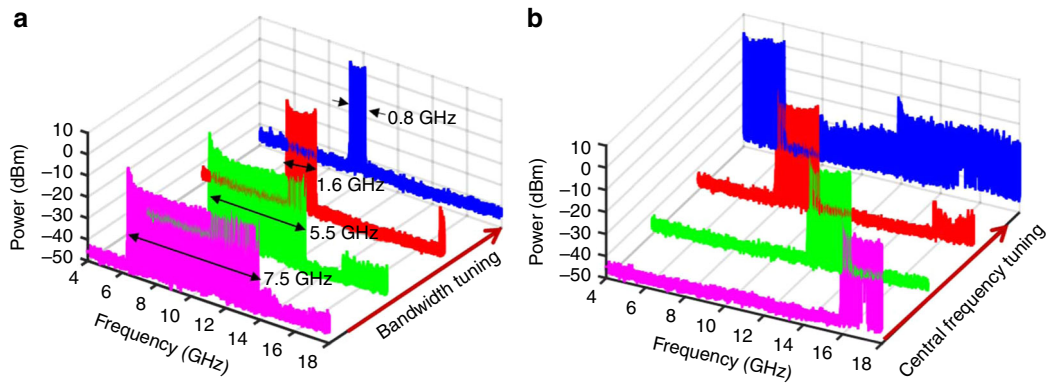 a
Power (dBm)
10
0
−10
−20
−30
−40
−50
4
6
8
10
12
14
16
18
Frequency (GHz)
0.8 GHz
1.6 GHz
5.5 GHz
7.5 GHz
Bandwidth tuning
b
Power (dBm)
10
0
−10
−20
−30
−40
−50
4
6
8
10
12
14
16
18
Frequency (GHz)
Central frequency tuning